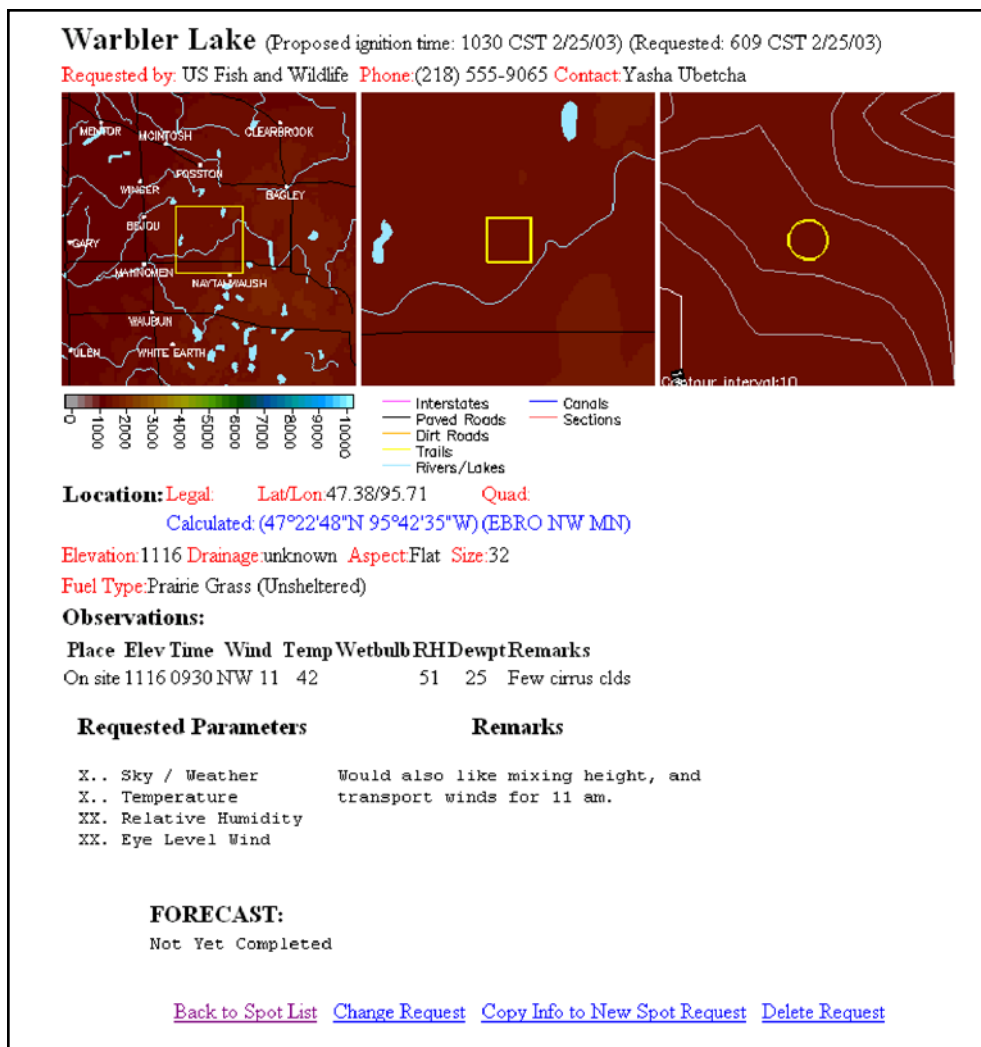 Warbler Lake (Proposed ignition time: 1030 CST 2/25/03) (Requested: 609 CST 2/25/03)
Requested by: US Fish and Wildlife Phone:(218) 555-9065 Contact:Yasha Ubetcha
MENTOR
MCINTOSH
CLEARBROOK
FOSSTON
WINGER
BAGLEY
BEJOU
GARY
MAHNOMEN
NAYTAHWAUSH
WAUBUN
ULEN
WHITE EARTH
Contour interval:10
0 1000 2000 3000 4000 5000 6000 7000 8000 9000 10000
Interstates
Paved Roads
Dirt Roads
Trails
Rivers/Lakes
Canals
Sections
Location: Legal: Lat/Lon:47.38/95.71 Quad:
Calculated: (47°22'48"N 95°42'35"W) (EBRO NW MN)
Elevation:1116 Drainage:unknown Aspect:Flat Size:32
Fuel Type:Prairie Grass (Unsheltered)
Observations:
Place Elev Time Wind Temp Wetbulb RH Dewpt Remarks
On site 1116 0930 NW 11 42 51 25 Few cirrus clds
Requested Parameters
X.. Sky / Weather
X.. Temperature
XX. Relative Humidity
XX. Eye Level Wind
Remarks
Would also like mixing height, and
transport winds for 11 am.
FORECAST:
Not Yet Completed
Back to Spot List Change Request Copy Info to New Spot Request Delete Request